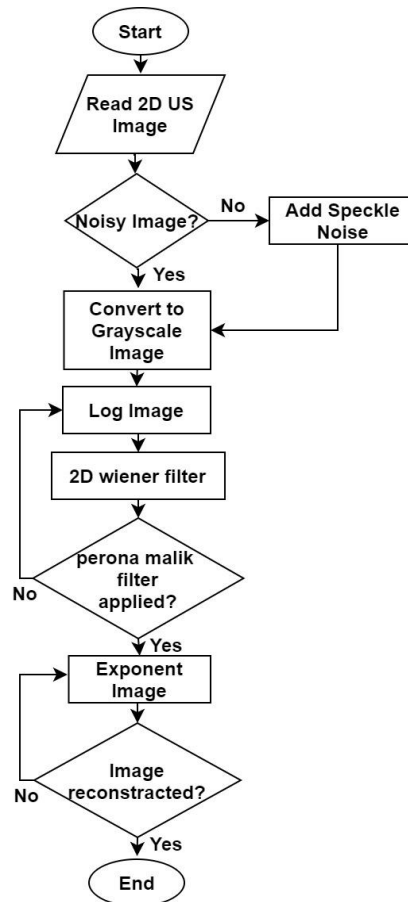 Start
Read 2D US
Image
Noisy Image?
No
Add Speckle
Noise
Yes
Convert to
Grayscale
Image
Log Image
2D wiener filter
perona malik
filter
applied?
No
Yes
Exponent
Image
Image
reconstracted?
No
Yes
End